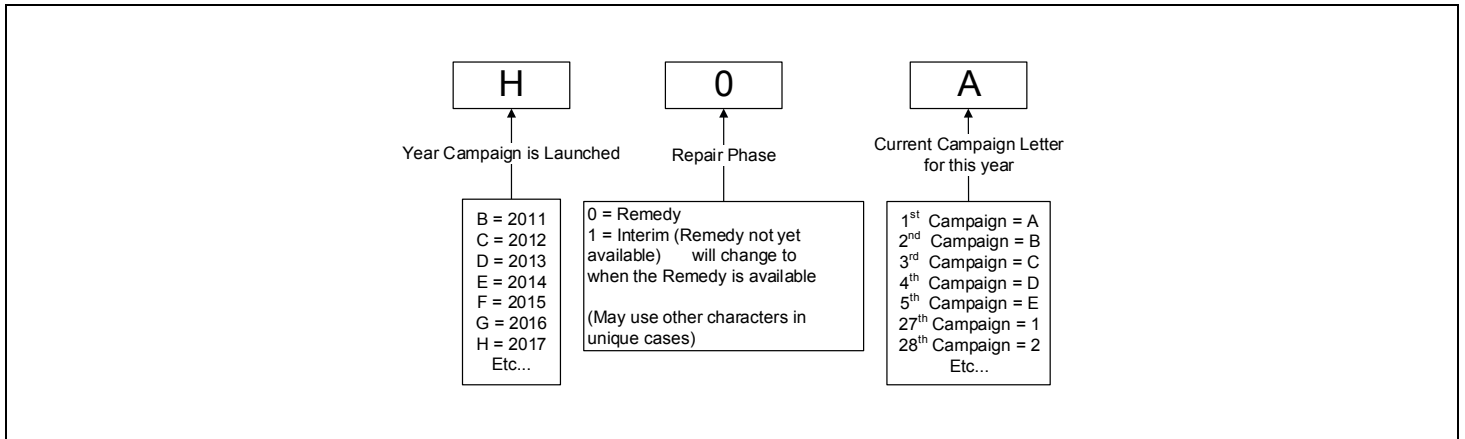 H
0
A
Year Campaign is Launched
Repair Phase
Current Campaign Letter
for this year
B = 2011
C = 2012
D = 2013
E = 2014
F = 2015
G = 2016
H = 2017
Etc...
0 = Remedy
1 = Interim (Remedy not yet
available) will change to
when the Remedy is available
(May use other characters in
unique cases)
1st Campaign = A
2nd Campaign = B
3rd Campaign = C
4th Campaign = D
5th Campaign = E
27th Campaign = 1
28th Campaign = 2
Etc...